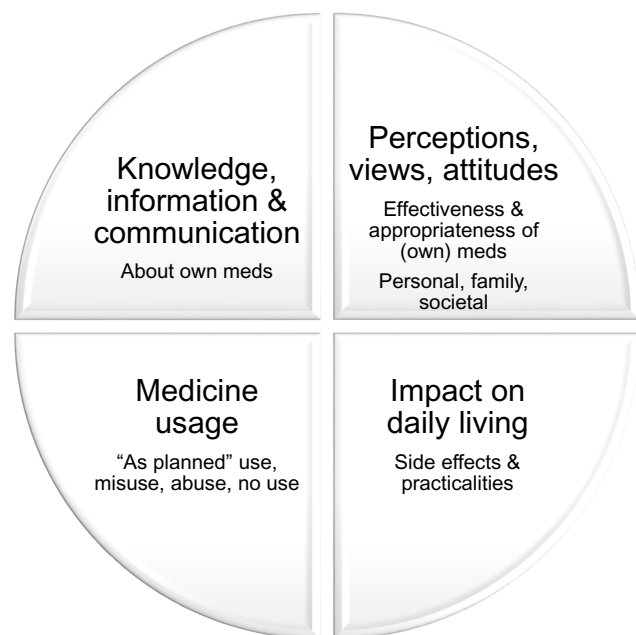 Knowledge,
information &
communication
About own meds
Perceptions,
views, attitudes
Effectiveness &
appropriateness of
(own) meds
Personal, family,
societal
Medicine
usage
“As planned” use,
misuse, abuse, no use
Impact on
daily living
Side effects &
practicalities